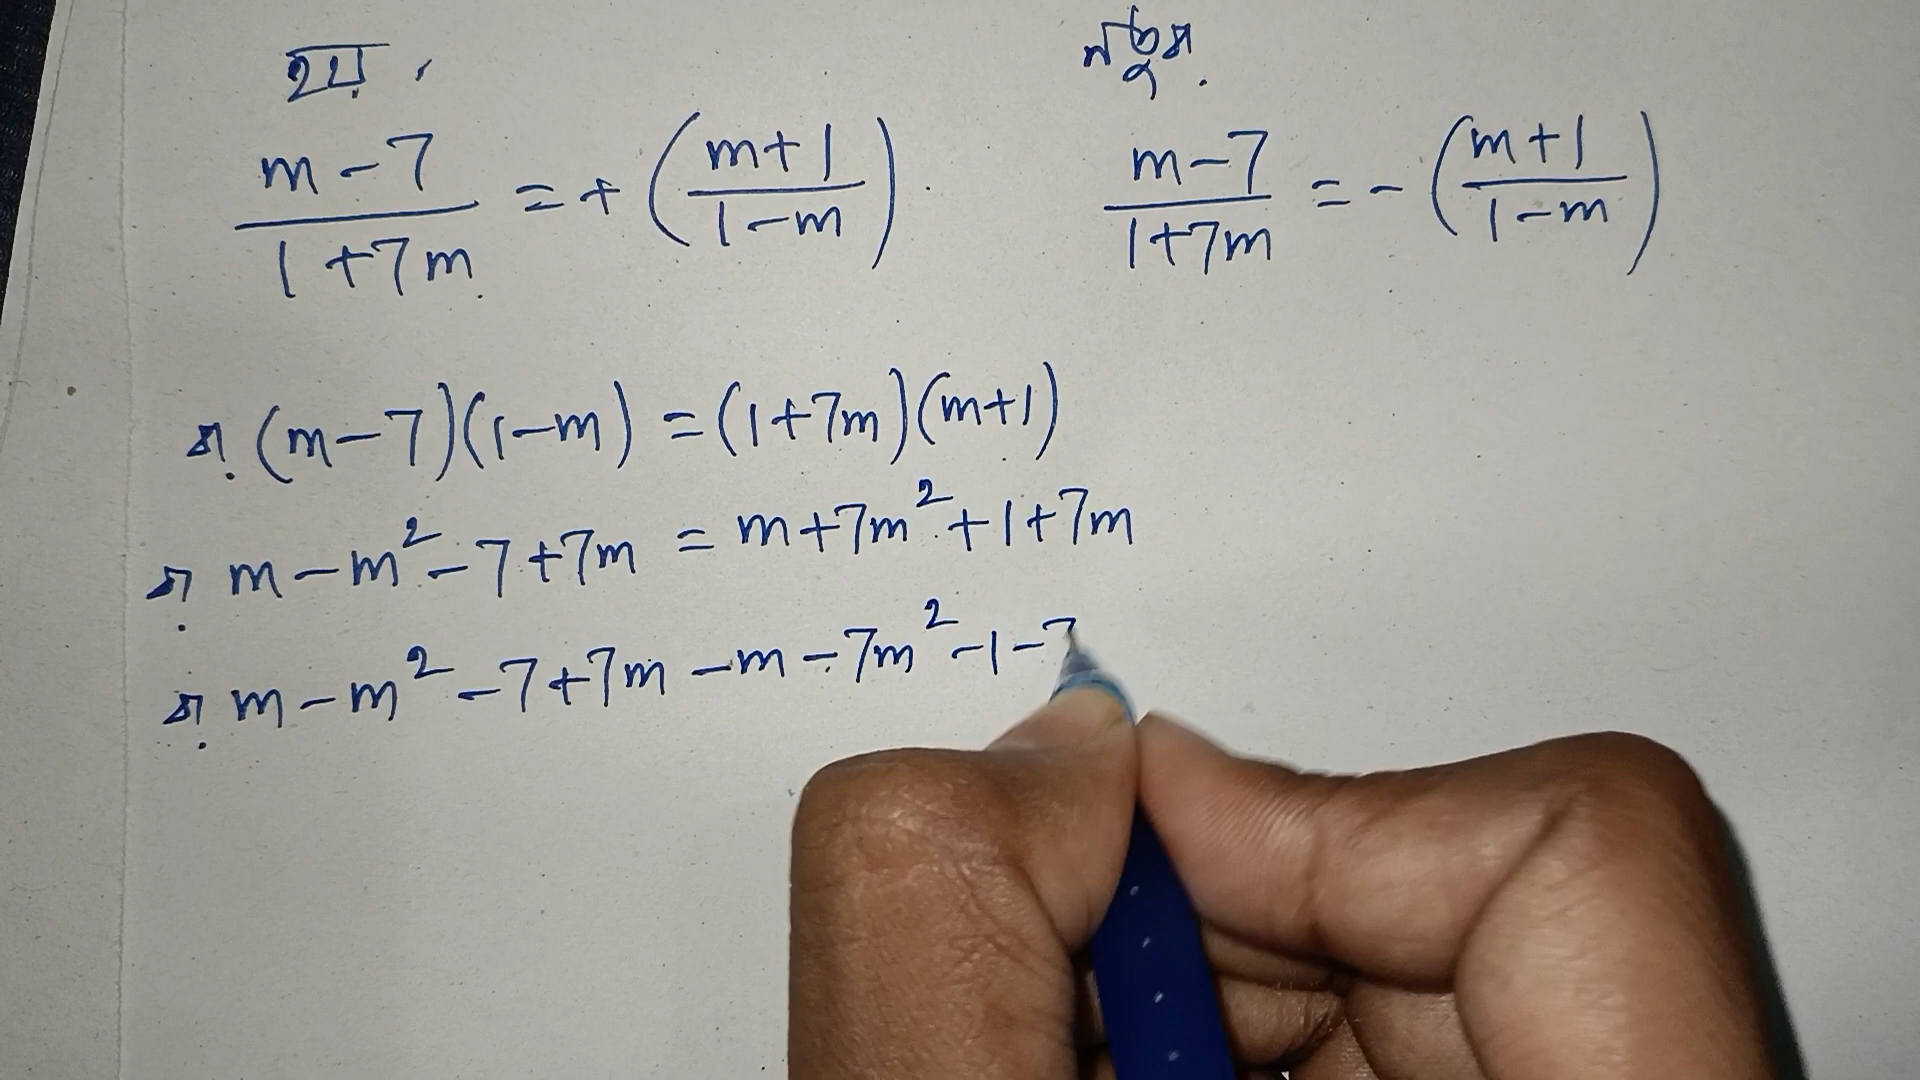 হয়, নতুবা.
m-7/1+7m = + (m+1/1-m). m-7/1+7m = - (m+1/1-m)
বা, (m-7)(1-m) = (1+7m)(m+1)
বা, m-m²-7+7m = m+7m²+1+7m
বা, m-m²-7+7m-m-7m²-1-7